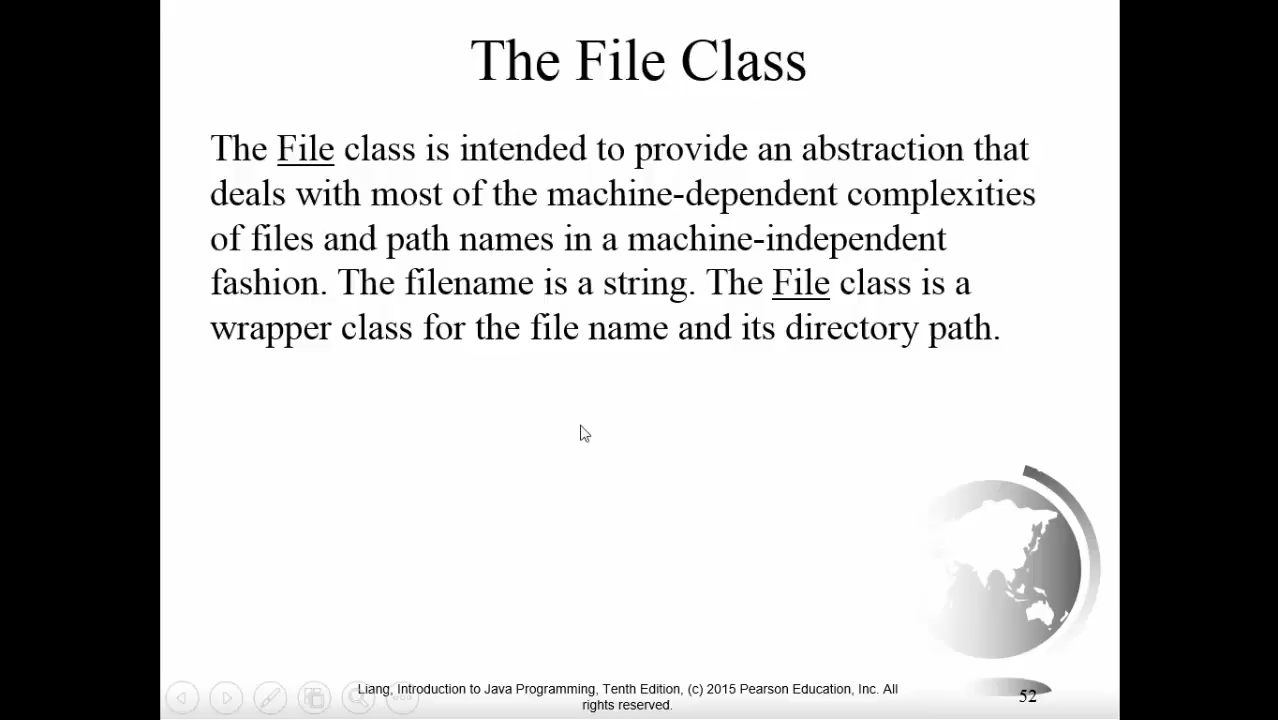 The File Class
The File class is intended to provide an abstraction that
deals with most of the machine-dependent complexities
of files and path names in a machine-independent
fashion. The filename is a string. The File class is a
wrapper class for the file name and its directory path.
Liang, Introduction to Java Programming, Tenth Edition, (c) 2015 Pearson Education, Inc. All
rights reserved.
52